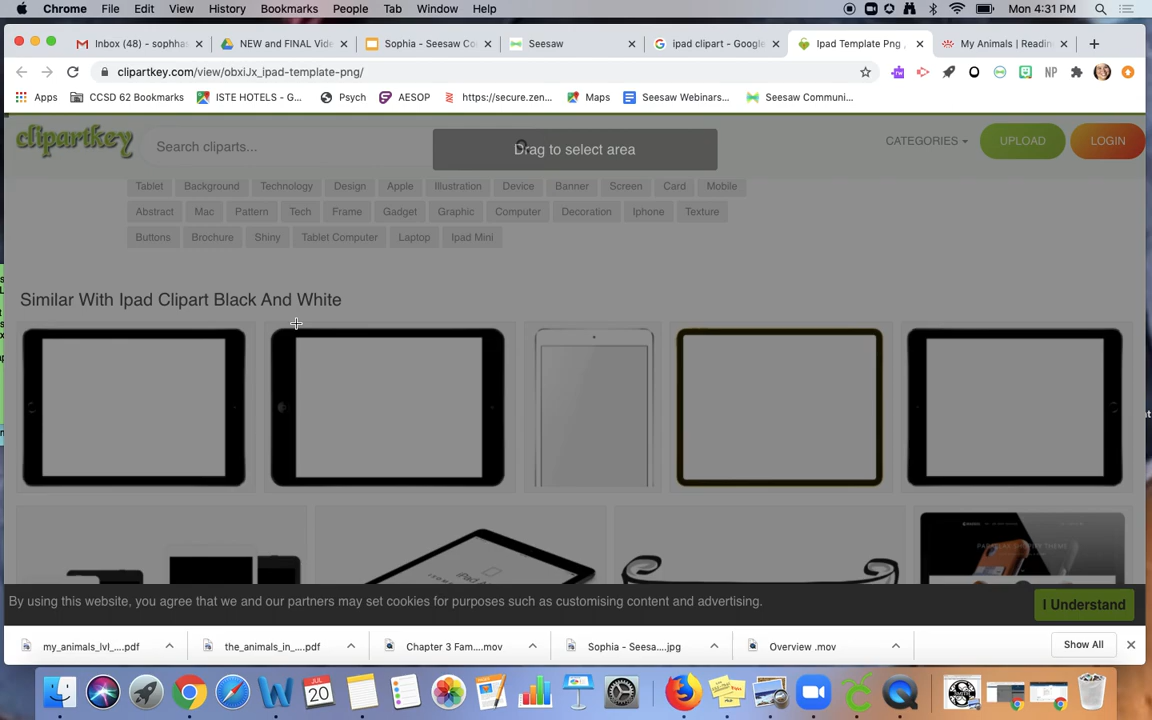 Chrome File Edit View History Bookmarks People Tab Window Help Mon 4:31 PM
Inbox (48) - sophhas NEW and FINAL Vide Sophia - Seesaw Co Seesaw ipad clipart - Google Ipad Template Png , My Animals | Readin
clipartkey.com/view/obxiJx_ipad-template-png/ NP
Apps CCSD 62 Bookmarks ISTE HOTELS - G... Psych AESOP https://secure.zen... Maps Seesaw Webinars... Seesaw Communi...
clipartkey Search cliparts... Drag to select area CATEGORIES UPLOAD LOGIN
Tablet Background Technology Design Apple Illustration Device Banner Screen Card Mobile
Abstract Mac Pattern Tech Frame Gadget Graphic Computer Decoration Iphone Texture
Buttons Brochure Shiny Tablet Computer Laptop Ipad Mini
Similar With Ipad Clipart Black And White
By using this website, you agree that we and our partners may set cookies for purposes such as customising content and advertising. I Understand
my_animals_lvl_....pdf the_animals_in_....pdf Chapter 3 Fam....mov Sophia - Seesa....jpg Overview .mov Show All
JUL
20